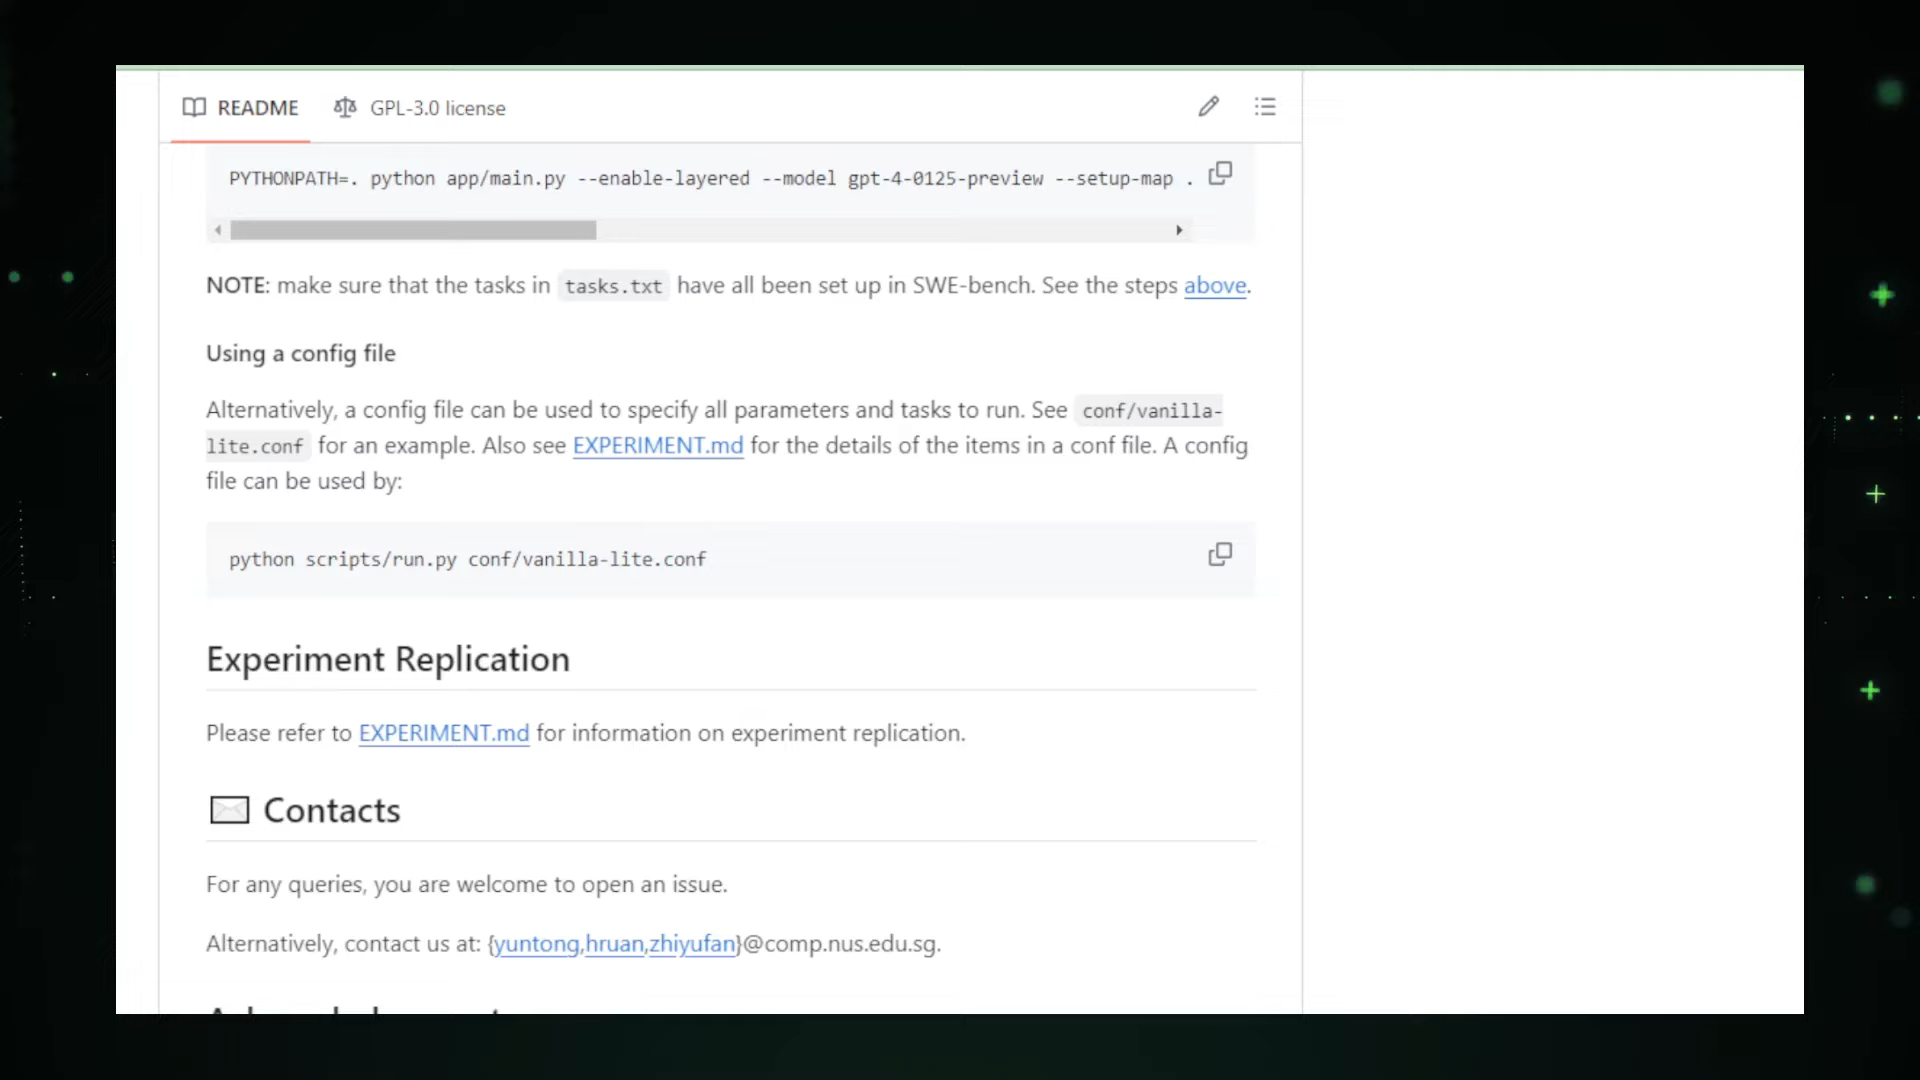 README GPL-3.0 license
PYTHONPATH=. python app/main.py --enable-layered --model gpt-4-0125-preview --setup-map .
NOTE: make sure that the tasks in tasks.txt have all been set up in SWE-bench. See the steps above.
Using a config file
Alternatively, a config file can be used to specify all parameters and tasks to run. See conf/vanilla-
lite.conf for an example. Also see EXPERIMENT.md for the details of the items in a conf file. A config
file can be used by:
python scripts/run.py conf/vanilla-lite.conf
Experiment Replication
Please refer to EXPERIMENT.md for information on experiment replication.
Contacts
For any queries, you are welcome to open an issue.
Alternatively, contact us at: {yuntong,hruan,zhiyufan}@comp.nus.edu.sg.